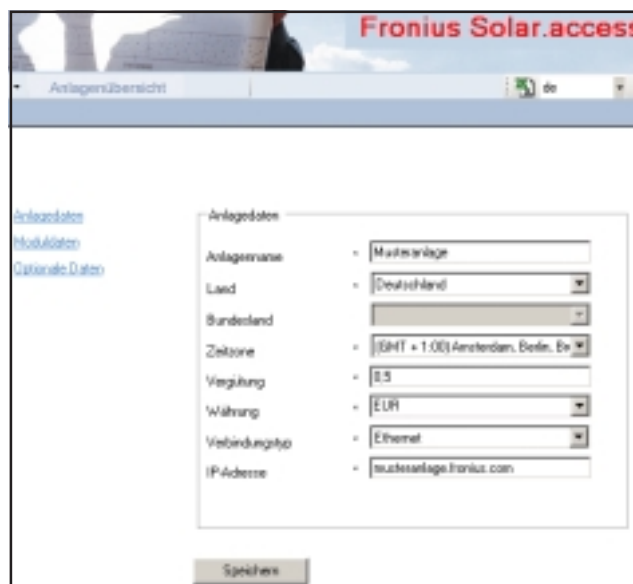 Fronius Solar.access
Anlagenübersicht
de
Anlagedaten
Moduldaten
Optionale Daten
Anlagedaten
Anlagenname * Musteranlage
Land * Deutschland
Bundesland
Zeitzone * (GMT + 1:00) Amsterdam, Berlin, Be
Vergütung * 0,5
Währung * EUR
Verbindungstyp * Ethernet
IP-Adresse * musteranlage.fronius.com
Speichern